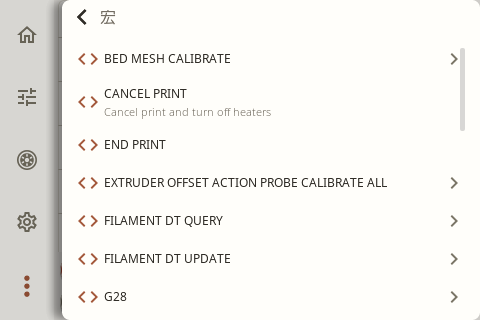 宏
BED MESH CALIBRATE
CANCEL PRINT
Cancel print and turn off heaters
END PRINT
EXTRUDER OFFSET ACTION PROBE CALIBRATE ALL
FILAMENT DT QUERY
FILAMENT DT UPDATE
G28